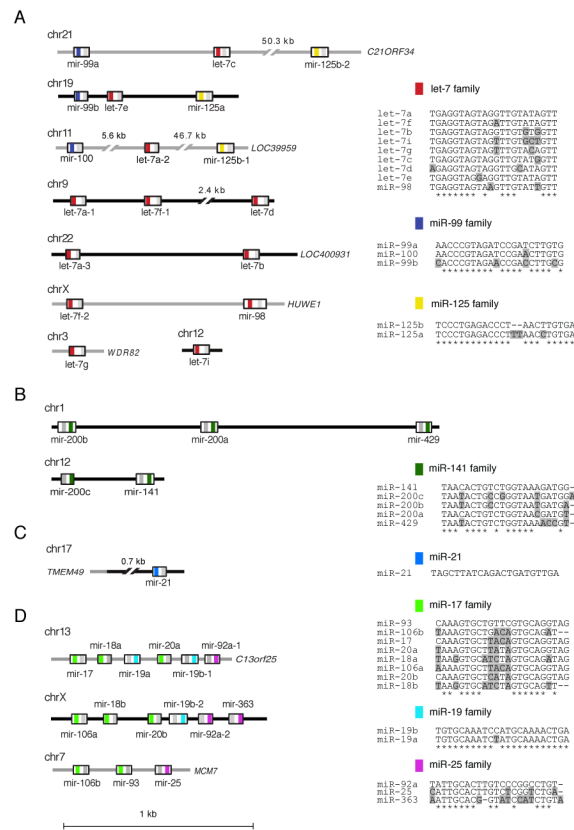 A
chr21
50.3 kb
C21ORF34
mir-99a
let-7c
mir-125b-2
chr19
mir-99b
let-7e
mir-125a
chr11
5.6 kb
46.7 kb
LOC39959
mir-100
let-7a-2
mir-125b-1
chr9
2.4 kb
let-7a-1
let-7f-1
let-7d
chr22
LOC400931
let-7a-3
let-7b
chrX
HUWE1
let-7f-2
mir-98
chr3
chr12
WDR82
let-7g
let-7i
let-7 family
let-7a TGAGGTAGTAGGTTGTATAGTT
let-7f TGAGGTAGTAGATTGTATAGTT
let-7b TGAGGTAGTAGGTTGTGTGGTT
let-7i TGAGGTAGTAGTTTGTGCTGTT
let-7g TGAGGTAGTAGTTTGTACAGTT
let-7c TGAGGTAGTAGGTTGTATGGTT
let-7d AGAGGTAGTAGGTTGCATAGTT
let-7e TGAGGTAGGAGGTTGTATAGTT
miR-98 TGAGGTAGTAAGTTGTATTGTT
miR-99 family
miR-99a AACCCGTAGATCCGATCTTGTG
miR-100 AACCCGTAGATCCGAACTTGTG
miR-99b CACCCGTAGAACCGACCTTGCG
miR-125 family
miR-125b TCCCTGAGACCCT--AACTTGTGA
miR-125a TCCCTGAGACCCTTTAACCTGTGA
B
chr1
mir-200b
mir-200a
mir-429
chr12
mir-200c
mir-141
miR-141 family
miR-141 TAACACTGTCTGGTAAAGATGG-
miR-200c TAATACTGCCGGGTAATGATGGA
miR-200b TAATACTGCCTGGTAATGATGA-
miR-200a TAACACTGTCTGGTAACGATGT-
miR-429 TAATACTGTCTGGTAAAACCGT-
C
chr17
0.7 kb
TMEM49
mir-21
miR-21
miR-21 TAGCTTATCAGACTGATGTTGA
D
chr13
mir-18a
mir-20a
mir-92a-1
C13orf25
mir-17
mir-19a
mir-19b-1
chrX
mir-18b
mir-19b-2
mir-363
mir-106a
mir-20b
mir-92a-2
chr7
MCM7
mir-106b
mir-93
mir-25
1 kb
miR-17 family
miR-93 CAAAGTGCTGTTCGTGCAGGTAG
miR-106b TAAAGTGCTGACAGTGCAGAT--
miR-17 CAAAGTGCTTACAGTGCAGGTAG
miR-20a TAAAGTGCTTATAGTGCAGGTAG
miR-18a TAAGGTGCATCTAGTGCAGATAG
miR-106a AAAAGTGCTTACAGTGCAGGTAG
miR-20b CAAAGTGCTCATAGTGCAGGTAG
miR-18b TAAGGTGCATCTAGTGCAGTT--
miR-19 family
miR-19b TGTGCAAATCCATGCAAAACTGA
miR-19a TGTGCAAATCTATGCAAAACTGA
miR-25 family
miR-92a TATTGCACTTGTCCCGGCCTGT-
miR-25 CATTGCACTTGTCTCGGTCTGA-
miR-363 AATTGCACG-GTATCCATCTGTA